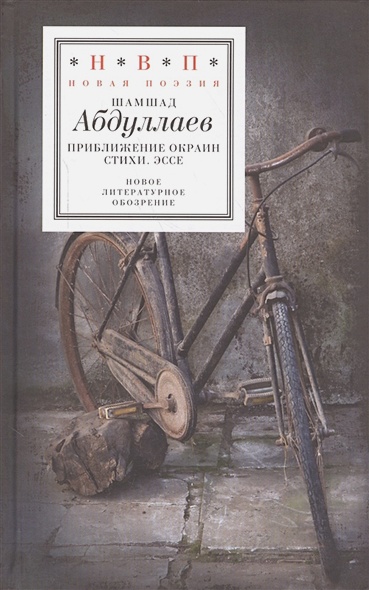 * Н * В * П *
НОВАЯ ПОЭЗИЯ
ШАМШАД
Абдуллаев
ПРИБЛИЖЕНИЕ ОКРАИН
СТИХИ. ЭССЕ
НОВОЕ
ЛИТЕРАТУРНОЕ
ОБОЗРЕНИЕ